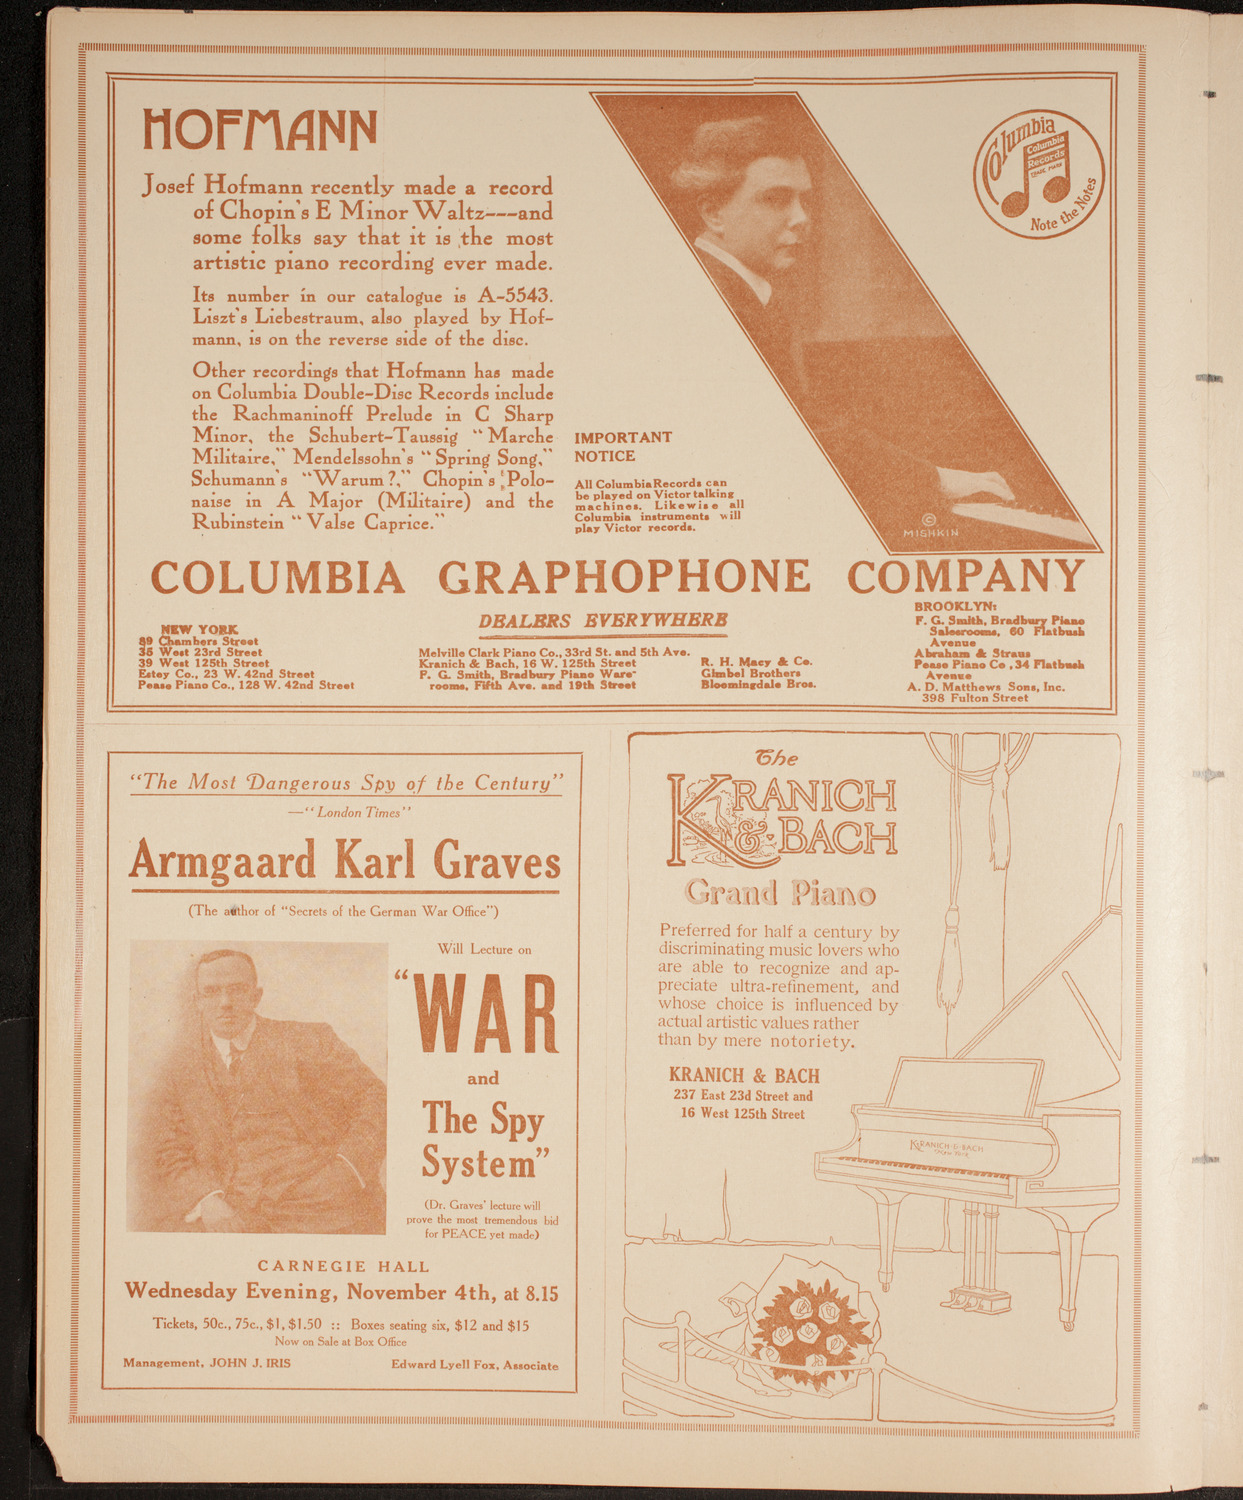 HOFMANN
Josef Hofmann recently made a record
of Chopin's E Minor Waltz---and
some folks say that it is the most
artistic piano recording ever made.
Its number in our catalogue is A-5543.
Liszt's Liebestraum, also played by Hof-
mann, is on the reverse side of the disc.
Other recordings that Hofmann has made
on Columbia Double-Disc Records include
the Rachmaninoff Prelude in C Sharp
Minor, the Schubert-Taussig "Marche
Militaire," Mendelssohn's "Spring Song,"
Schumann's "Warum?," Chopin's Polo-
naise in A Major (Militaire) and the
Rubinstein "Valse Caprice."
IMPORTANT
NOTICE
All Columbia Records can
be played on Victor talking
machines. Likewise all
Columbia instruments will
play Victor records.
©
MISHKIN
Columbia
Columbia
Records
TRADE MARK
Note the Notes
COLUMBIA GRAPHOPHONE COMPANY
DEALERS EVERYWHERE
NEW YORK
89 Chambers Street
35 West 23rd Street
39 West 125th Street
Estey Co., 23 W. 42nd Street
Pease Piano Co., 128 W. 42nd Street
Melville Clark Piano Co., 33rd St. and 5th Ave.
Kranich & Bach, 16 W. 125th Street
F. G. Smith, Bradbury Piano Ware-
rooms, Fifth Ave. and 19th Street
R. H. Macy & Co.
Gimbel Brothers
Bloomingdale Bros.
BROOKLYN:
F. G. Smith, Bradbury Piano
Salesrooms, 60 Flatbush
Avenue
Abraham & Straus
Pease Piano Co., 34 Flatbush
Avenue
A. D. Matthews Sons, Inc.
398 Fulton Street
"The Most Dangerous Spy of the Century"
—"London Times"
Armgaard Karl Graves
(The author of "Secrets of the German War Office")
Will Lecture on
"WAR
and
The Spy
System"
(Dr. Graves' lecture will
prove the most tremendous bid
for PEACE yet made)
CARNEGIE HALL
Wednesday Evening, November 4th, at 8.15
Tickets, 50c., 75c., $1, $1.50 :: Boxes seating six, $12 and $15
Now on Sale at Box Office
Management, JOHN J. IRIS Edward Lyell Fox, Associate
The
KRANICH
& BACH
Grand Piano
Preferred for half a century by
discriminating music lovers who
are able to recognize and ap-
preciate ultra-refinement, and
whose choice is influenced by
actual artistic values rather
than by mere notoriety.
KRANICH & BACH
237 East 23d Street and
16 West 125th Street
KRANICH & BACH
New York